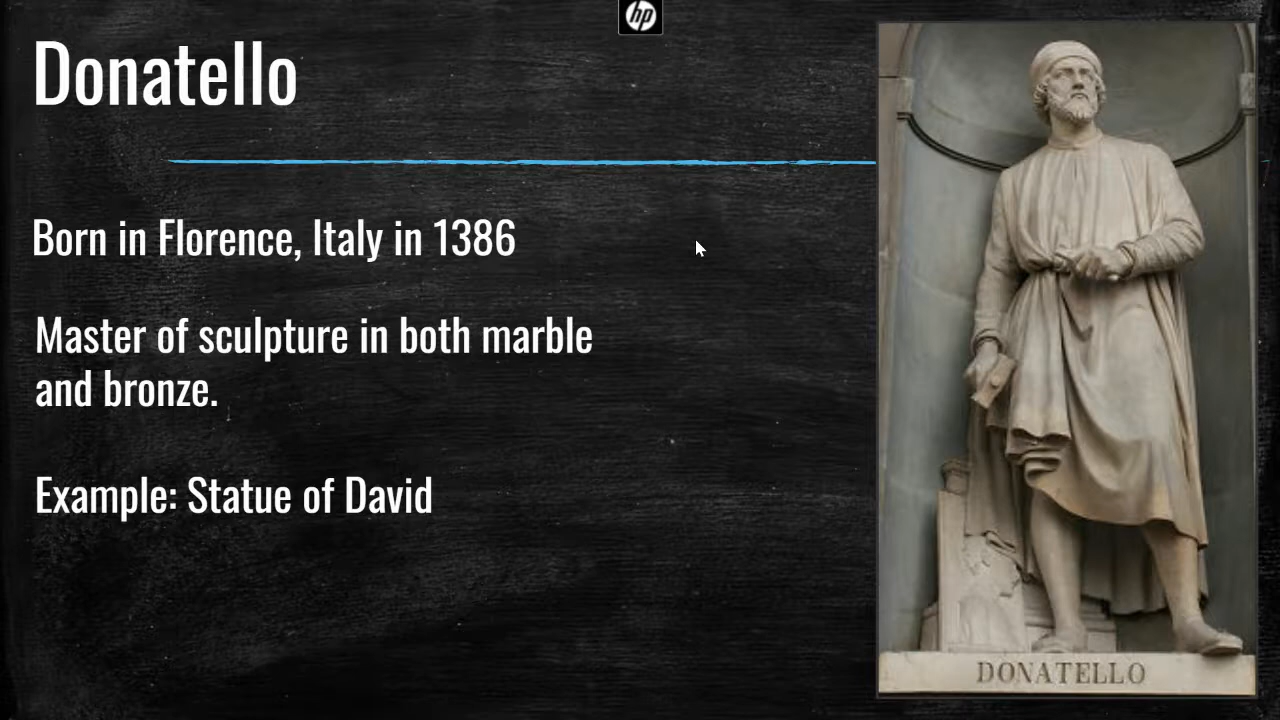 hp
Donatello
Born in Florence, Italy in 1386
Master of sculpture in both marble
and bronze.
Example: Statue of David
DONATELLO